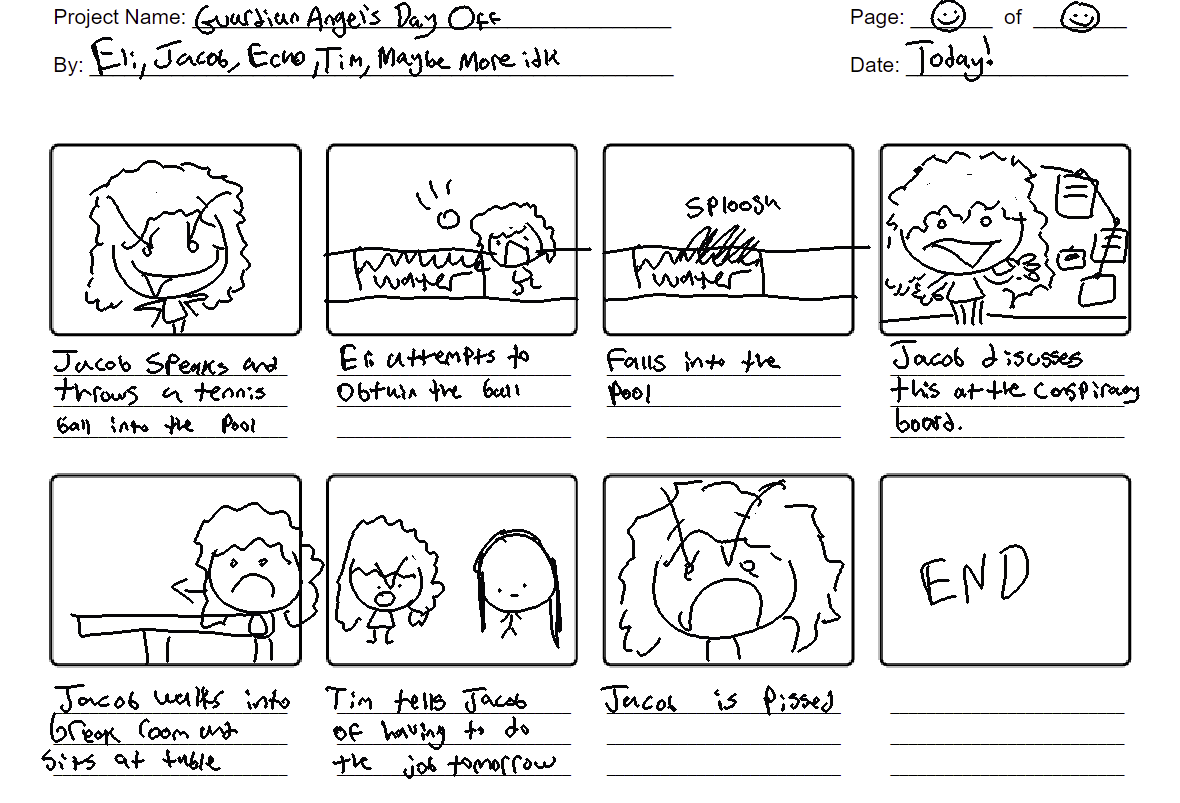 Project Name: Guardian Angel's Day Off
Page: of
By: Eli, Jacob, Echo, Tim, Maybe More idk
Date: Today!
water
Sploosh
water
Jacob Speaks and
throws a tennis
ball into the Pool
Eli attempts to
Obtain the ball
Falls into the
Pool
Jacob discusses
this at the Conspiracy
board.
END
Jacob walks into
break room and
Sits at table
Tim tells Jacob
of having to do
the job tomorrow
Jacob is Pissed